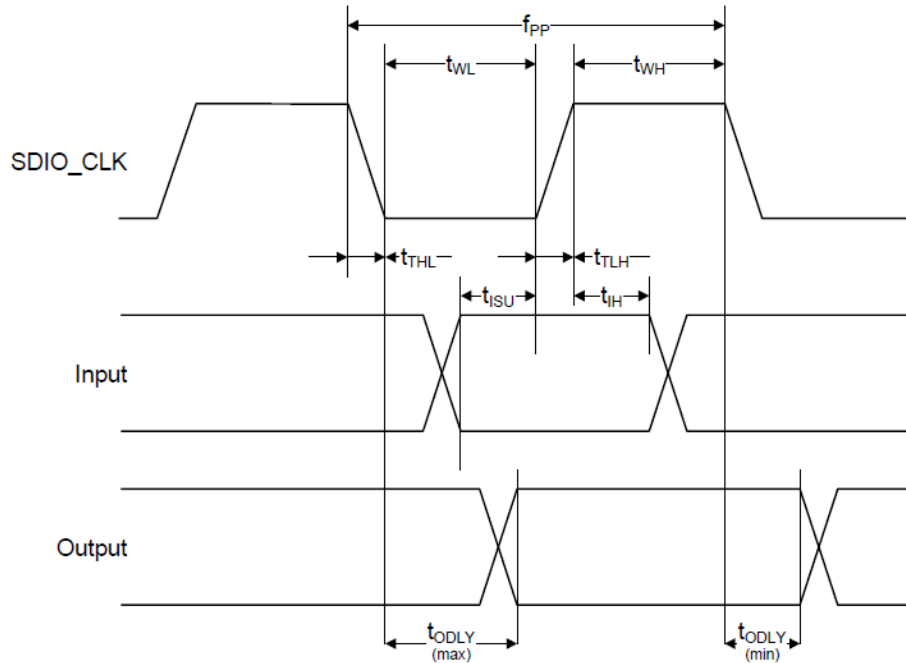 fPP
tWL
tWH
SDIO_CLK
tTHL
tTLH
tISU
tIH
Input
Output
tODLY
(max)
tODLY
(min)